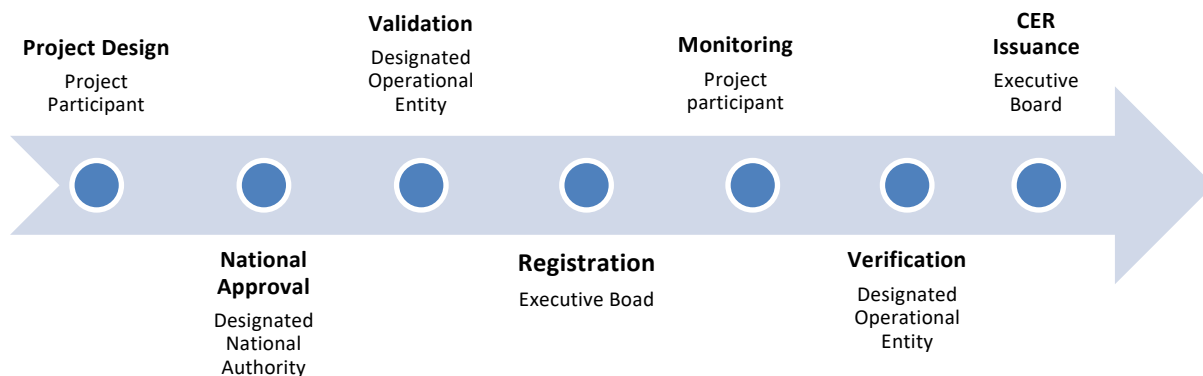 Project Design
Project
Participant
National
Approval
Designated
National
Authority
Validation
Designated
Operational
Entity
Registration
Executive Boad
Monitoring
Project
participant
Verification
Designated
Operational
Entity
CER
Issuance
Executive
Board